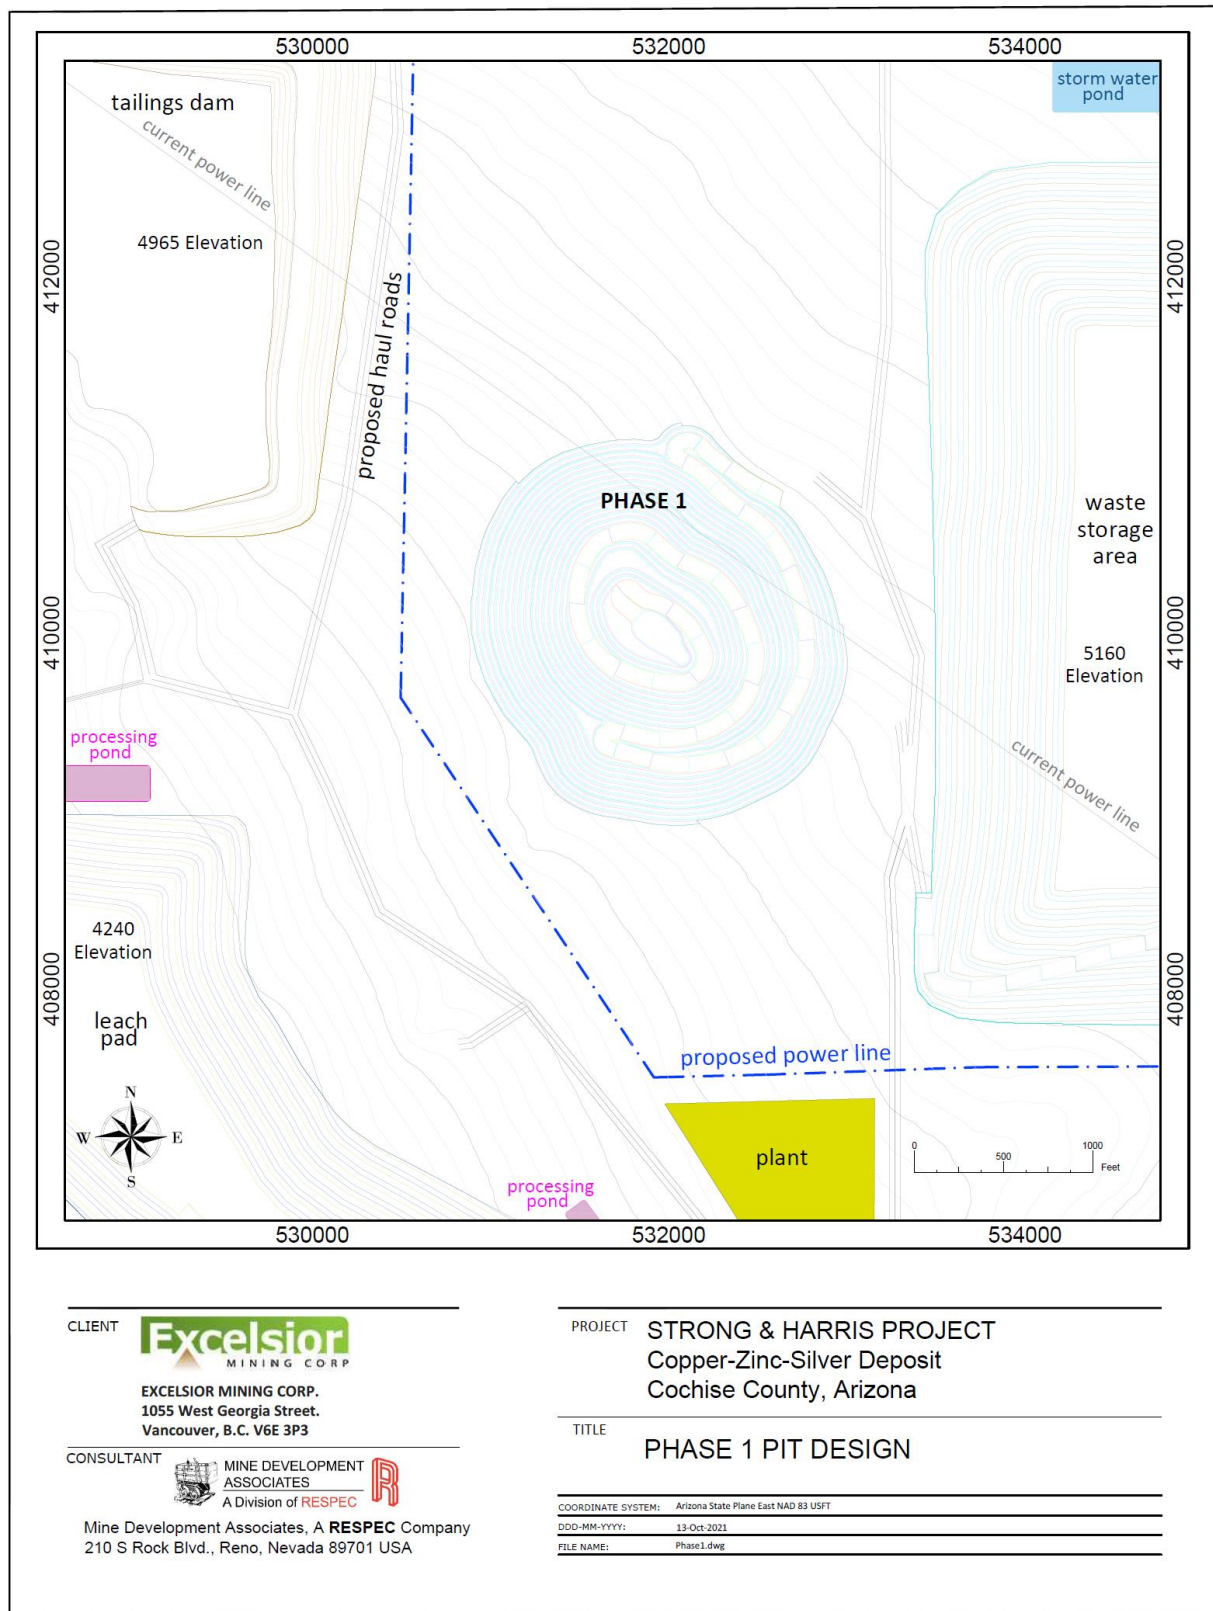 530000
532000
534000
storm water
pond
tailings dam
current power line
4965 Elevation
412000
412000
proposed haul roads
PHASE 1
waste
storage
area
410000
410000
5160
Elevation
processing
pond
current power line
4240
Elevation
408000
408000
leach
pad
proposed power line
N
W
E
S
plant
0
500
1000
Feet
processing
pond
530000
532000
534000
CLIENT
Excelsior
MINING CORP
EXCELSIOR MINING CORP.
1055 West Georgia Street.
Vancouver, B.C. V6E 3P3
CONSULTANT
MINE DEVELOPMENT
ASSOCIATES
A Division of RESPEC
R
Mine Development Associates, A RESPEC Company
210 S Rock Blvd., Reno, Nevada 89701 USA
PROJECT
STRONG & HARRIS PROJECT
Copper-Zinc-Silver Deposit
Cochise County, Arizona
TITLE
PHASE 1 PIT DESIGN
COORDINATE SYSTEM: Arizona State Plane East NAD 83 USFT
DDD-MM-YYYY: 13-Oct-2021
FILE NAME: Phase1.dwg